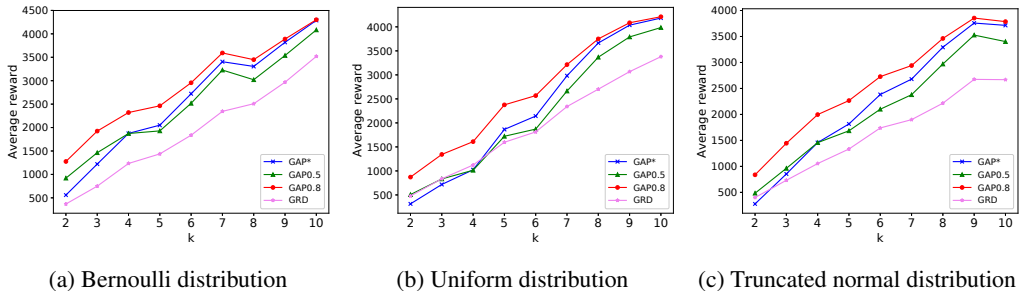 4500
4000
3500
3000
2500
2000
1500
1000
500
Average reward
2 3 4 5 6 7 8 9 10
k
GAP*
GAP0.5
GAP0.8
GRD
(a) Bernoulli distribution
4000
3500
3000
2500
2000
1500
1000
500
Average reward
2 3 4 5 6 7 8 9 10
k
GAP*
GAP0.5
GAP0.8
GRD
(b) Uniform distribution
4000
3500
3000
2500
2000
1500
1000
500
Average reward
2 3 4 5 6 7 8 9 10
k
GAP*
GAP0.5
GAP0.8
GRD
(c) Truncated normal distribution